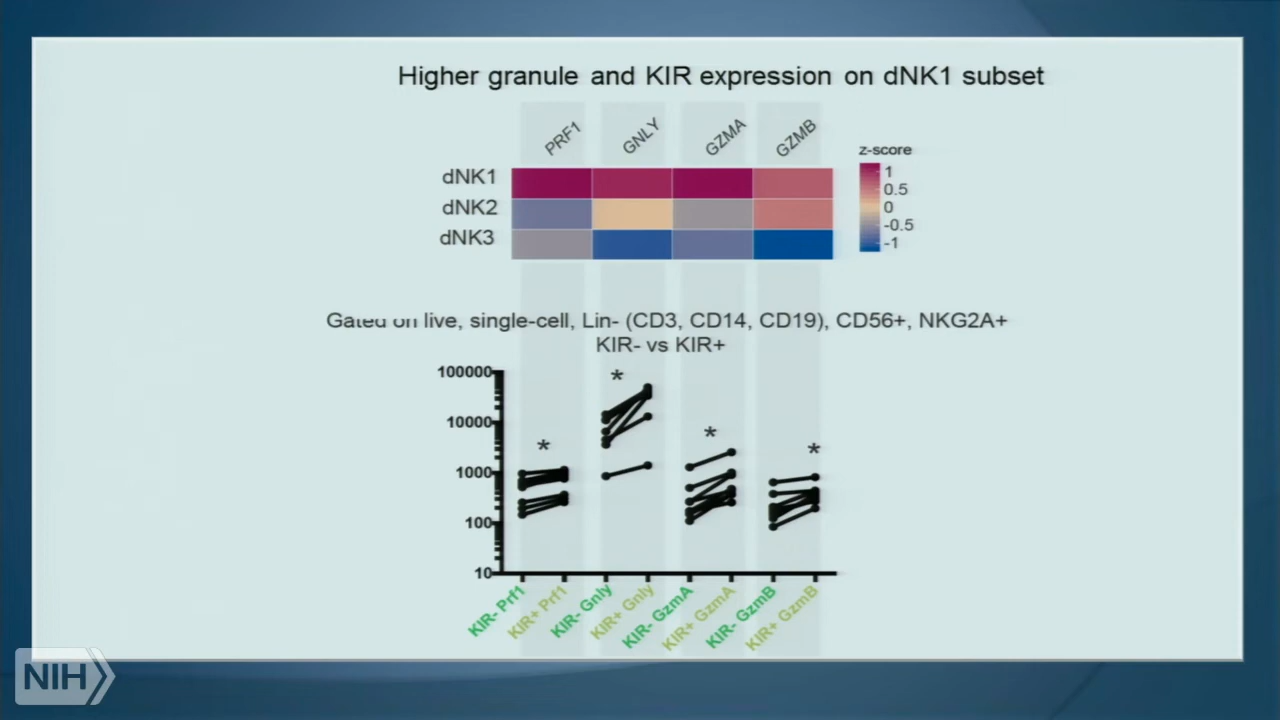 Higher granule and KIR expression on dNK1 subset
PRF1
GNLY
GZMA
GZMB
z-score
dNK1
1
0.5
dNK2
0
-0.5
dNK3
-1
Gated on live, single-cell, Lin- (CD3, CD14, CD19), CD56+, NKG2A+
KIR- vs KIR+
100000
*
10000
*
*
*
1000
100
10
KIR- Prf1
KIR+ Prf1
KIR- Gnly
KIR+ Gnly
KIR- GzmA
KIR+ GzmA
KIR- GzmB
KIR+ GzmB
NIH